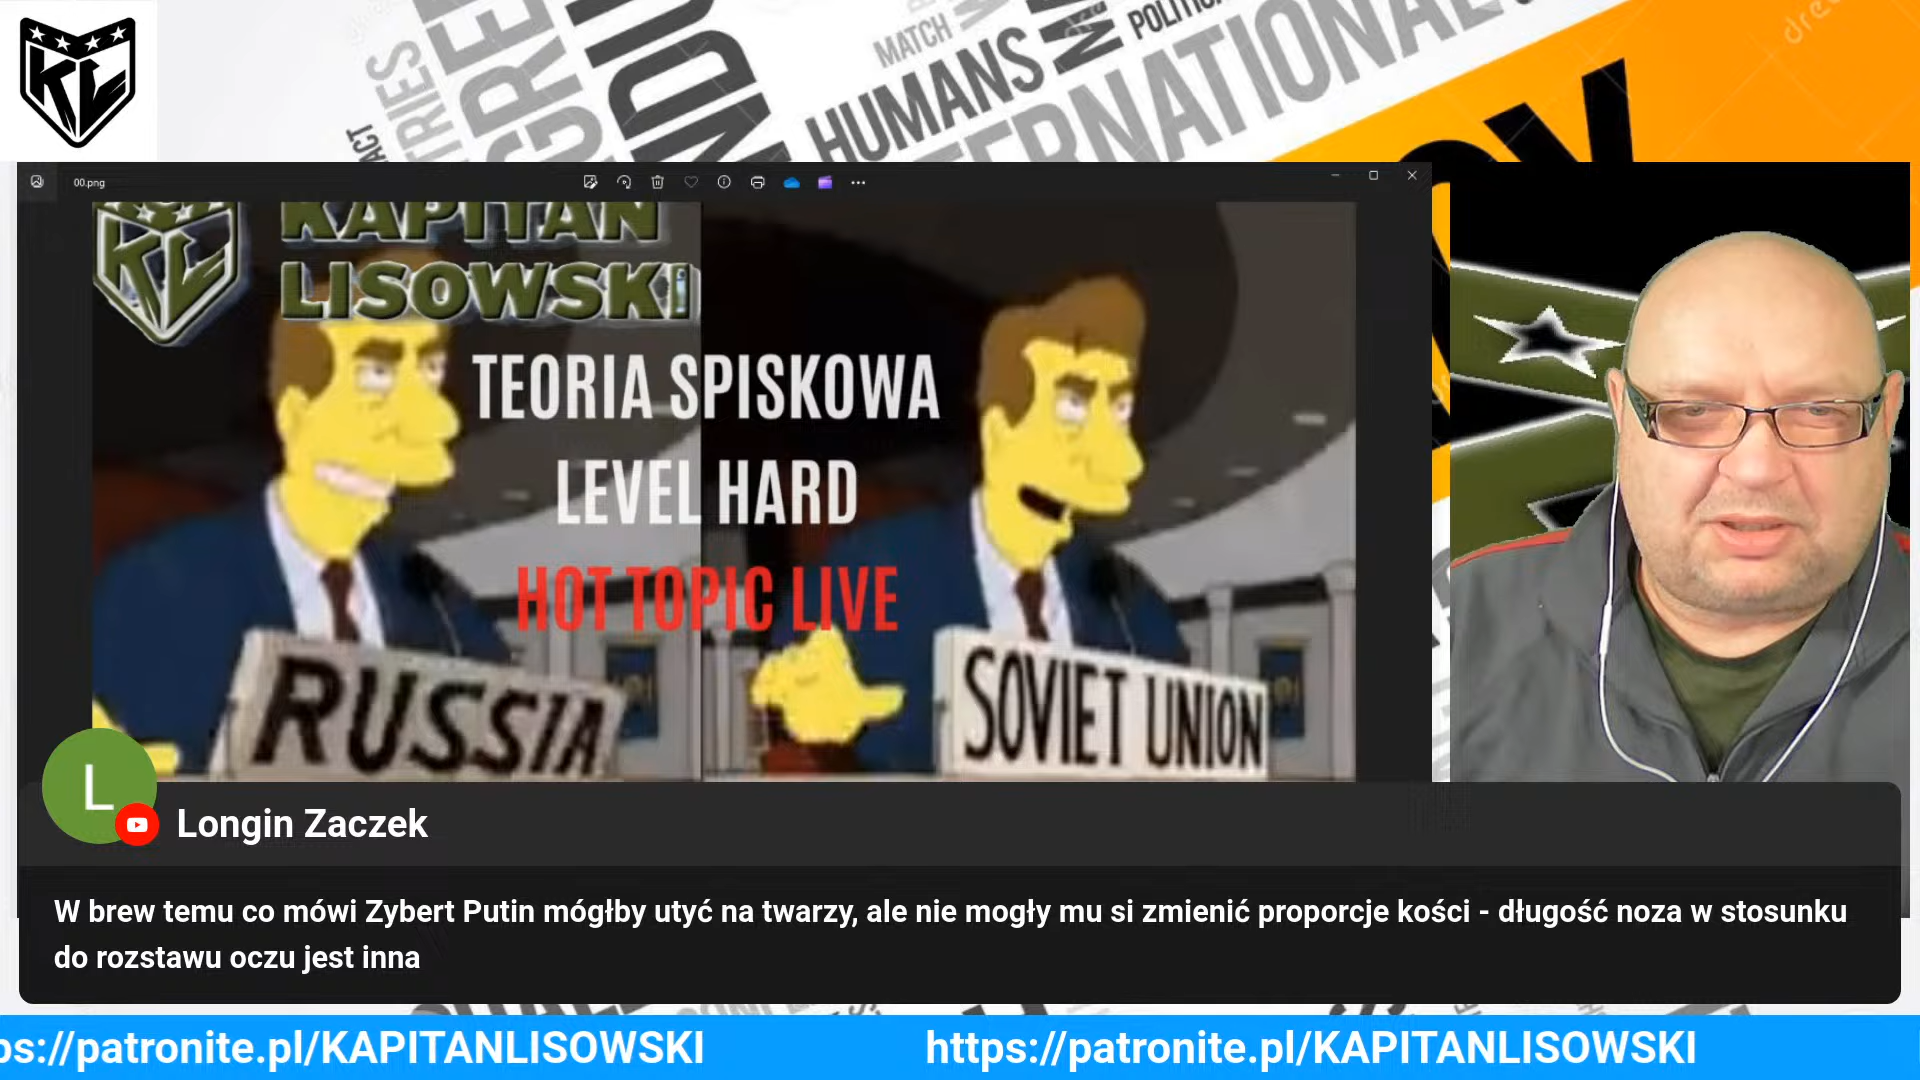 MATCH
HUMANS
KL
00.png
KAPITAN
LISOWSKI
TEORIA SPISKOWA
LEVEL HARD
HOT TOPIC LIVE
RUSSIA
SOVIET UNION
L
Longin Zaczek
W brew temu co mówi Zybert Putin mógłby utyć na twarzy, ale nie mogły mu si zmienić proporcje kości - długość noza w stosunku
do rozstawu oczu jest inna
ps://patronite.pl/KAPITANLISOWSKI
https://patronite.pl/KAPITANLISOWSKI